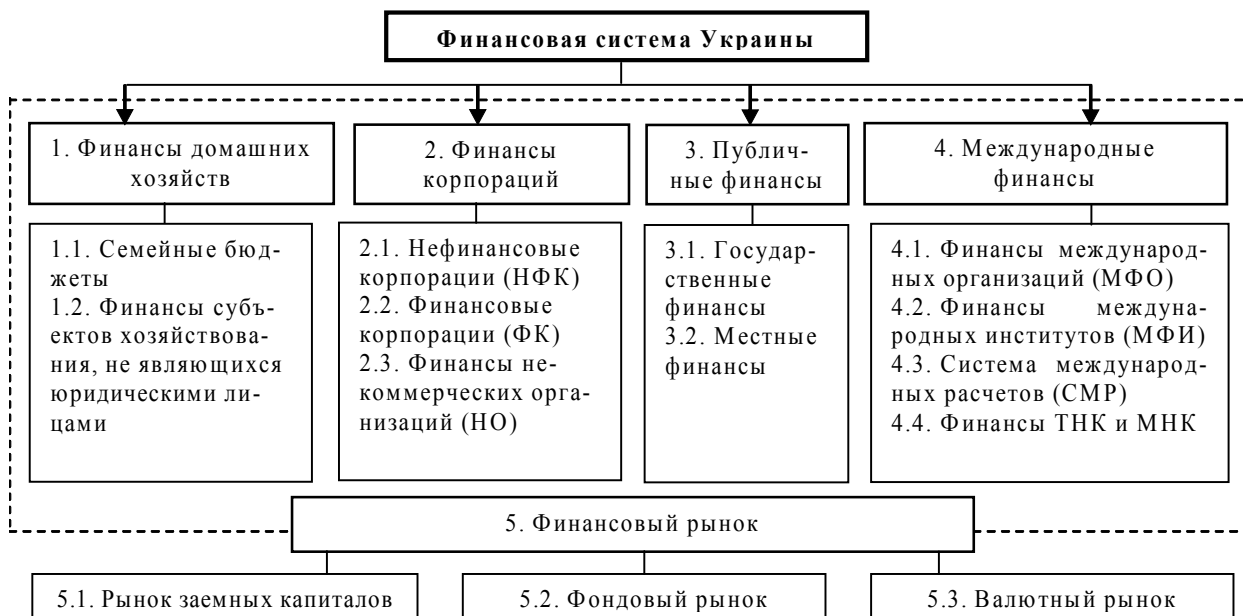 Финансовая система Украины
1. Финансы домашних
хозяйств
2. Финансы
корпораций
3. Публич-
ные финансы
4. Международные
финансы
1.1. Семейные бюд-
жеты
1.2. Финансы субъ-
ектов хозяйствова-
ния, не являющихся
юридическими ли-
цами
2.1. Нефинансовые
корпорации (НФК)
2.2. Финансовые
корпорации (ФК)
2.3. Финансы не-
коммерческих орга-
низаций (НО)
3.1. Государ-
ственные
финансы
3.2. Местные
финансы
4.1. Финансы международ-
ных организаций (МФО)
4.2. Финансы междуна-
родных институтов (МФИ)
4.3. Система международ-
ных расчетов (СМР)
4.4. Финансы ТНК и МНК
5. Финансовый рынок
5.1. Рынок заемных капиталов
5.2. Фондовый рынок
5.3. Валютный рынок